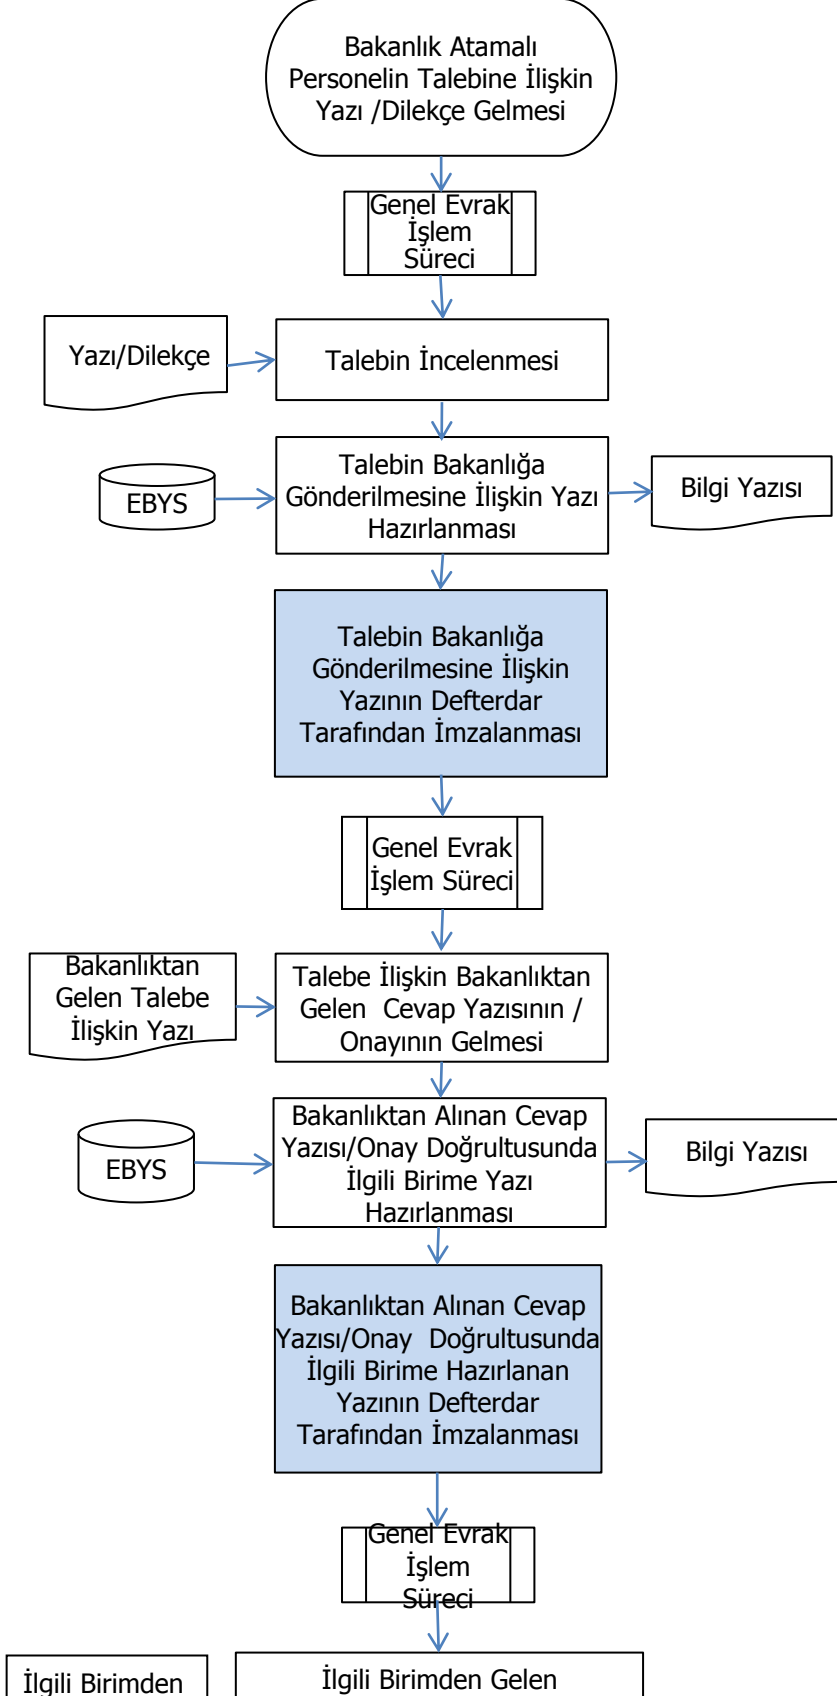 Bakanlık Atamalı
Personelin Talebine İlişkin
Yazı /Dilekçe Gelmesi
Genel Evrak
İşlem
Süreci
Yazı/Dilekçe
Talebin İncelenmesi
EBYS
Talebin Bakanlığa
Gönderilmesine İlişkin Yazı
Hazırlanması
Bilgi Yazısı
Talebin Bakanlığa
Gönderilmesine İlişkin
Yazının Defterdar
Tarafından İmzalanması
Genel Evrak
İşlem Süreci
Bakanlıktan
Gelen Talebe
İlişkin Yazı
Talebe İlişkin Bakanlıktan
Gelen  Cevap Yazısının /
Onayının Gelmesi
EBYS
Bakanlıktan Alınan Cevap
Yazısı/Onay Doğrultusunda
İlgili Birime Yazı
Hazırlanması
Bilgi Yazısı
Bakanlıktan Alınan Cevap
Yazısı/Onay  Doğrultusunda
İlgili Birime Hazırlanan
Yazının Defterdar
Tarafından İmzalanması
Genel Evrak
İşlem
Süreci
İlgili Birimden
İlgili Birimden Gelen